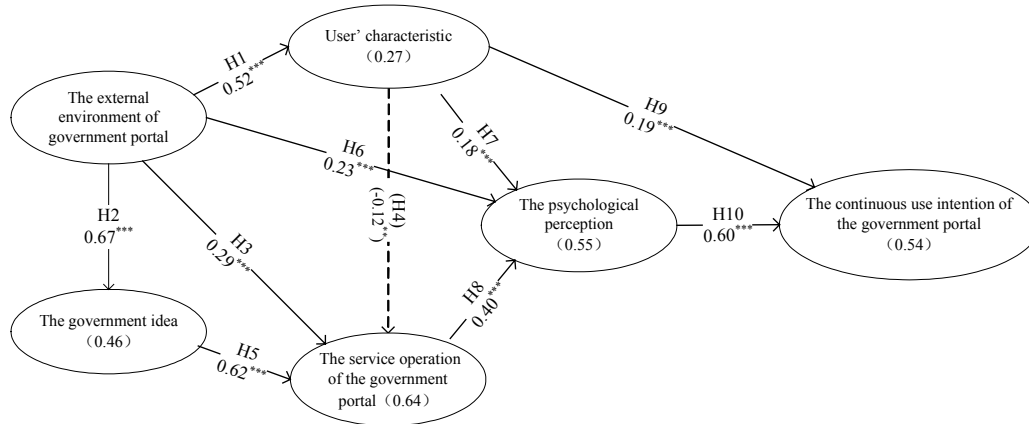 User’ characteristic
（0.27）
H1
0.52***
The external
environment of
government portal
H9
0.19***
H7
0.18***
H6
0.23***
(H4)
(-0.12**)
The psychological
perception
（0.55）
H10
0.60***
The continuous use intention of
the government portal
（0.54）
H2
0.67***
H3
0.29***
H8
0.40***
The government idea
（0.46）
H5
0.62***
The service operation
of the government
portal（0.64）